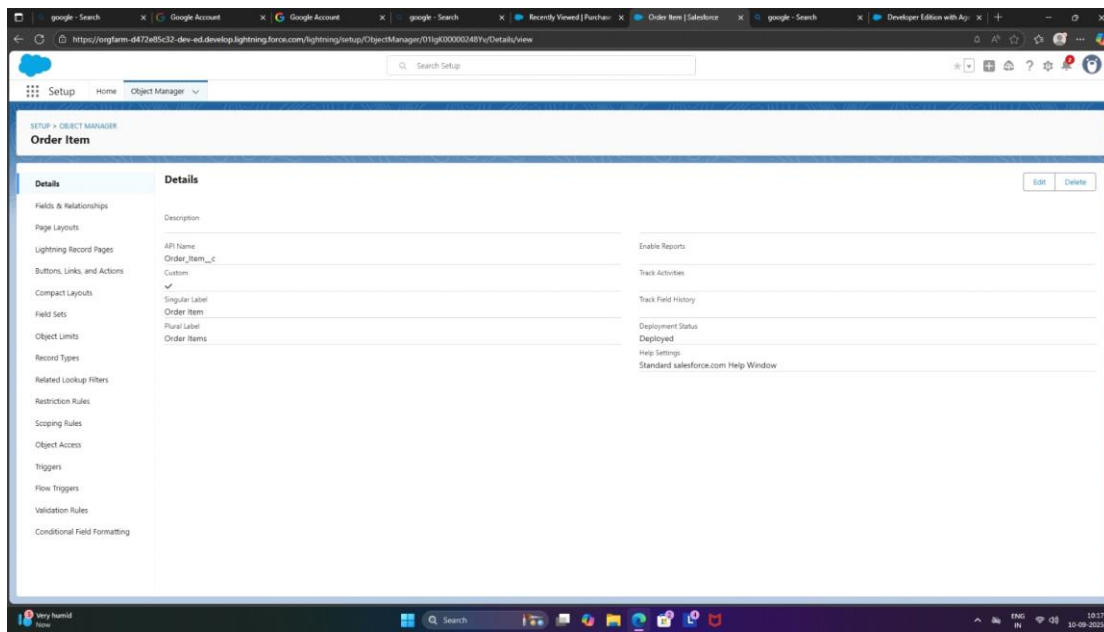 google - Search
Google Account
Google Account
google - Search
Recently Viewed | Purchase
Order Item | Salesforce
google - Search
Developer Edition with Age
https://orgfarm-d472e85c32-dev-ed.develop.lightning.force.com/lightning/setup/ObjectManager/01IgK00000248Yv/Details/view
Search Setup
Setup
Home
Object Manager
SETUP > OBJECT MANAGER
Order Item
Details
Fields & Relationships
Page Layouts
Lightning Record Pages
Buttons, Links, and Actions
Compact Layouts
Field Sets
Object Limits
Record Types
Related Lookup Filters
Restriction Rules
Scoping Rules
Object Access
Triggers
Flow Triggers
Validation Rules
Conditional Field Formatting
Details
Edit
Delete
Description
API Name
Order_Item__c
Custom
Singular Label
Order Item
Plural Label
Order Items
Enable Reports
Track Activities
Track Field History
Deployment Status
Deployed
Help Settings
Standard salesforce.com Help Window
Very humid
Now
Search
ENG
IN
10:17
10-09-2025